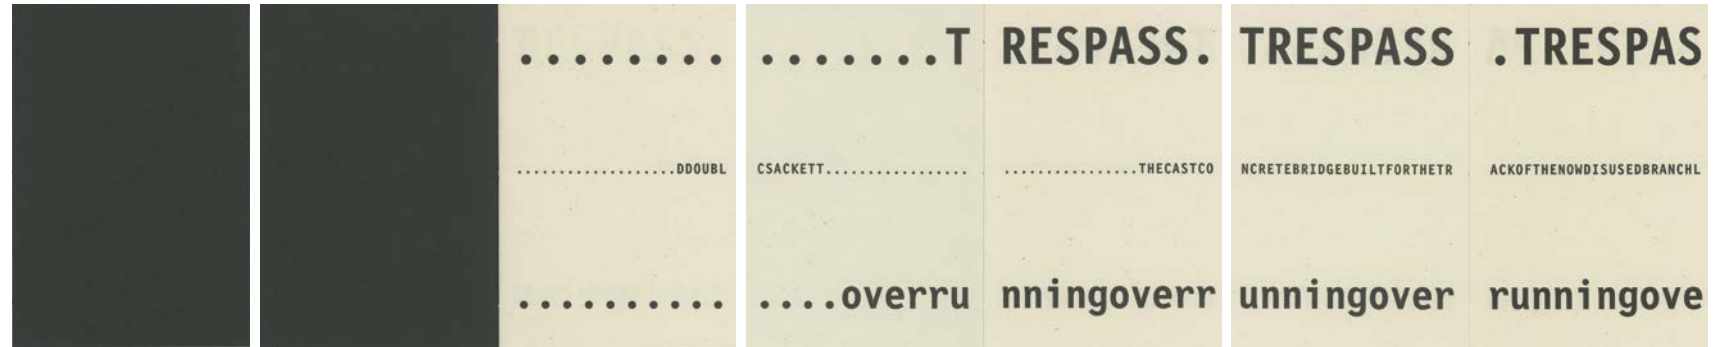 ........ .......T RESPASS. TRESPASS .TRESPAS
...................DDOUBL CSACKETT................. ................THECASTCO NCRETEBRIDGEBUILTFORTHETR ACKOFTHENOWDISUSEDBRANCHL
.......... ....overru nningoverr unningover runningove